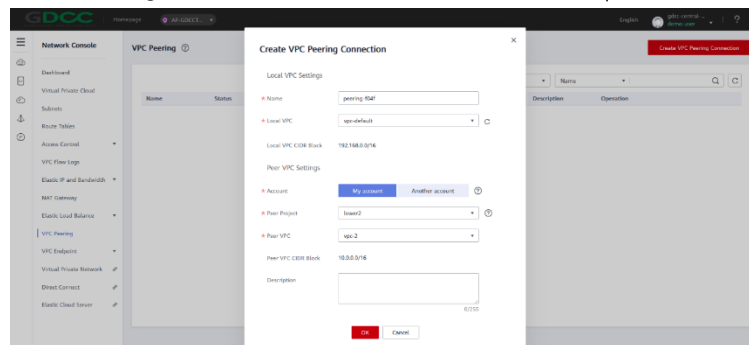 GDCC
Homepage
AP-GDCC1...
English
gdcc-central-...
demo-user
?
Network Console
VPC Peering
Create VPC Peering Connection
Dashboard
Virtual Private Cloud
Subnets
Route Tables
Access Control
VPC Flow Logs
Elastic IP and Bandwidth
NAT Gateway
Elastic Load Balance
VPC Peering
VPC Endpoint
Virtual Private Network
Direct Connect
Elastic Cloud Server
Name
Name Status Description Operation
Create VPC Peering Connection
Local VPC Settings
* Name peering-f04f
* Local VPC vpc-default
Local VPC CIDR Block 192.168.0.0/16
Peer VPC Settings
* Account My account Another account
* Peer Project lower2
* Peer VPC vpc-2
Peer VPC CIDR Block 10.0.0.0/16
Description
0/255
OK Cancel